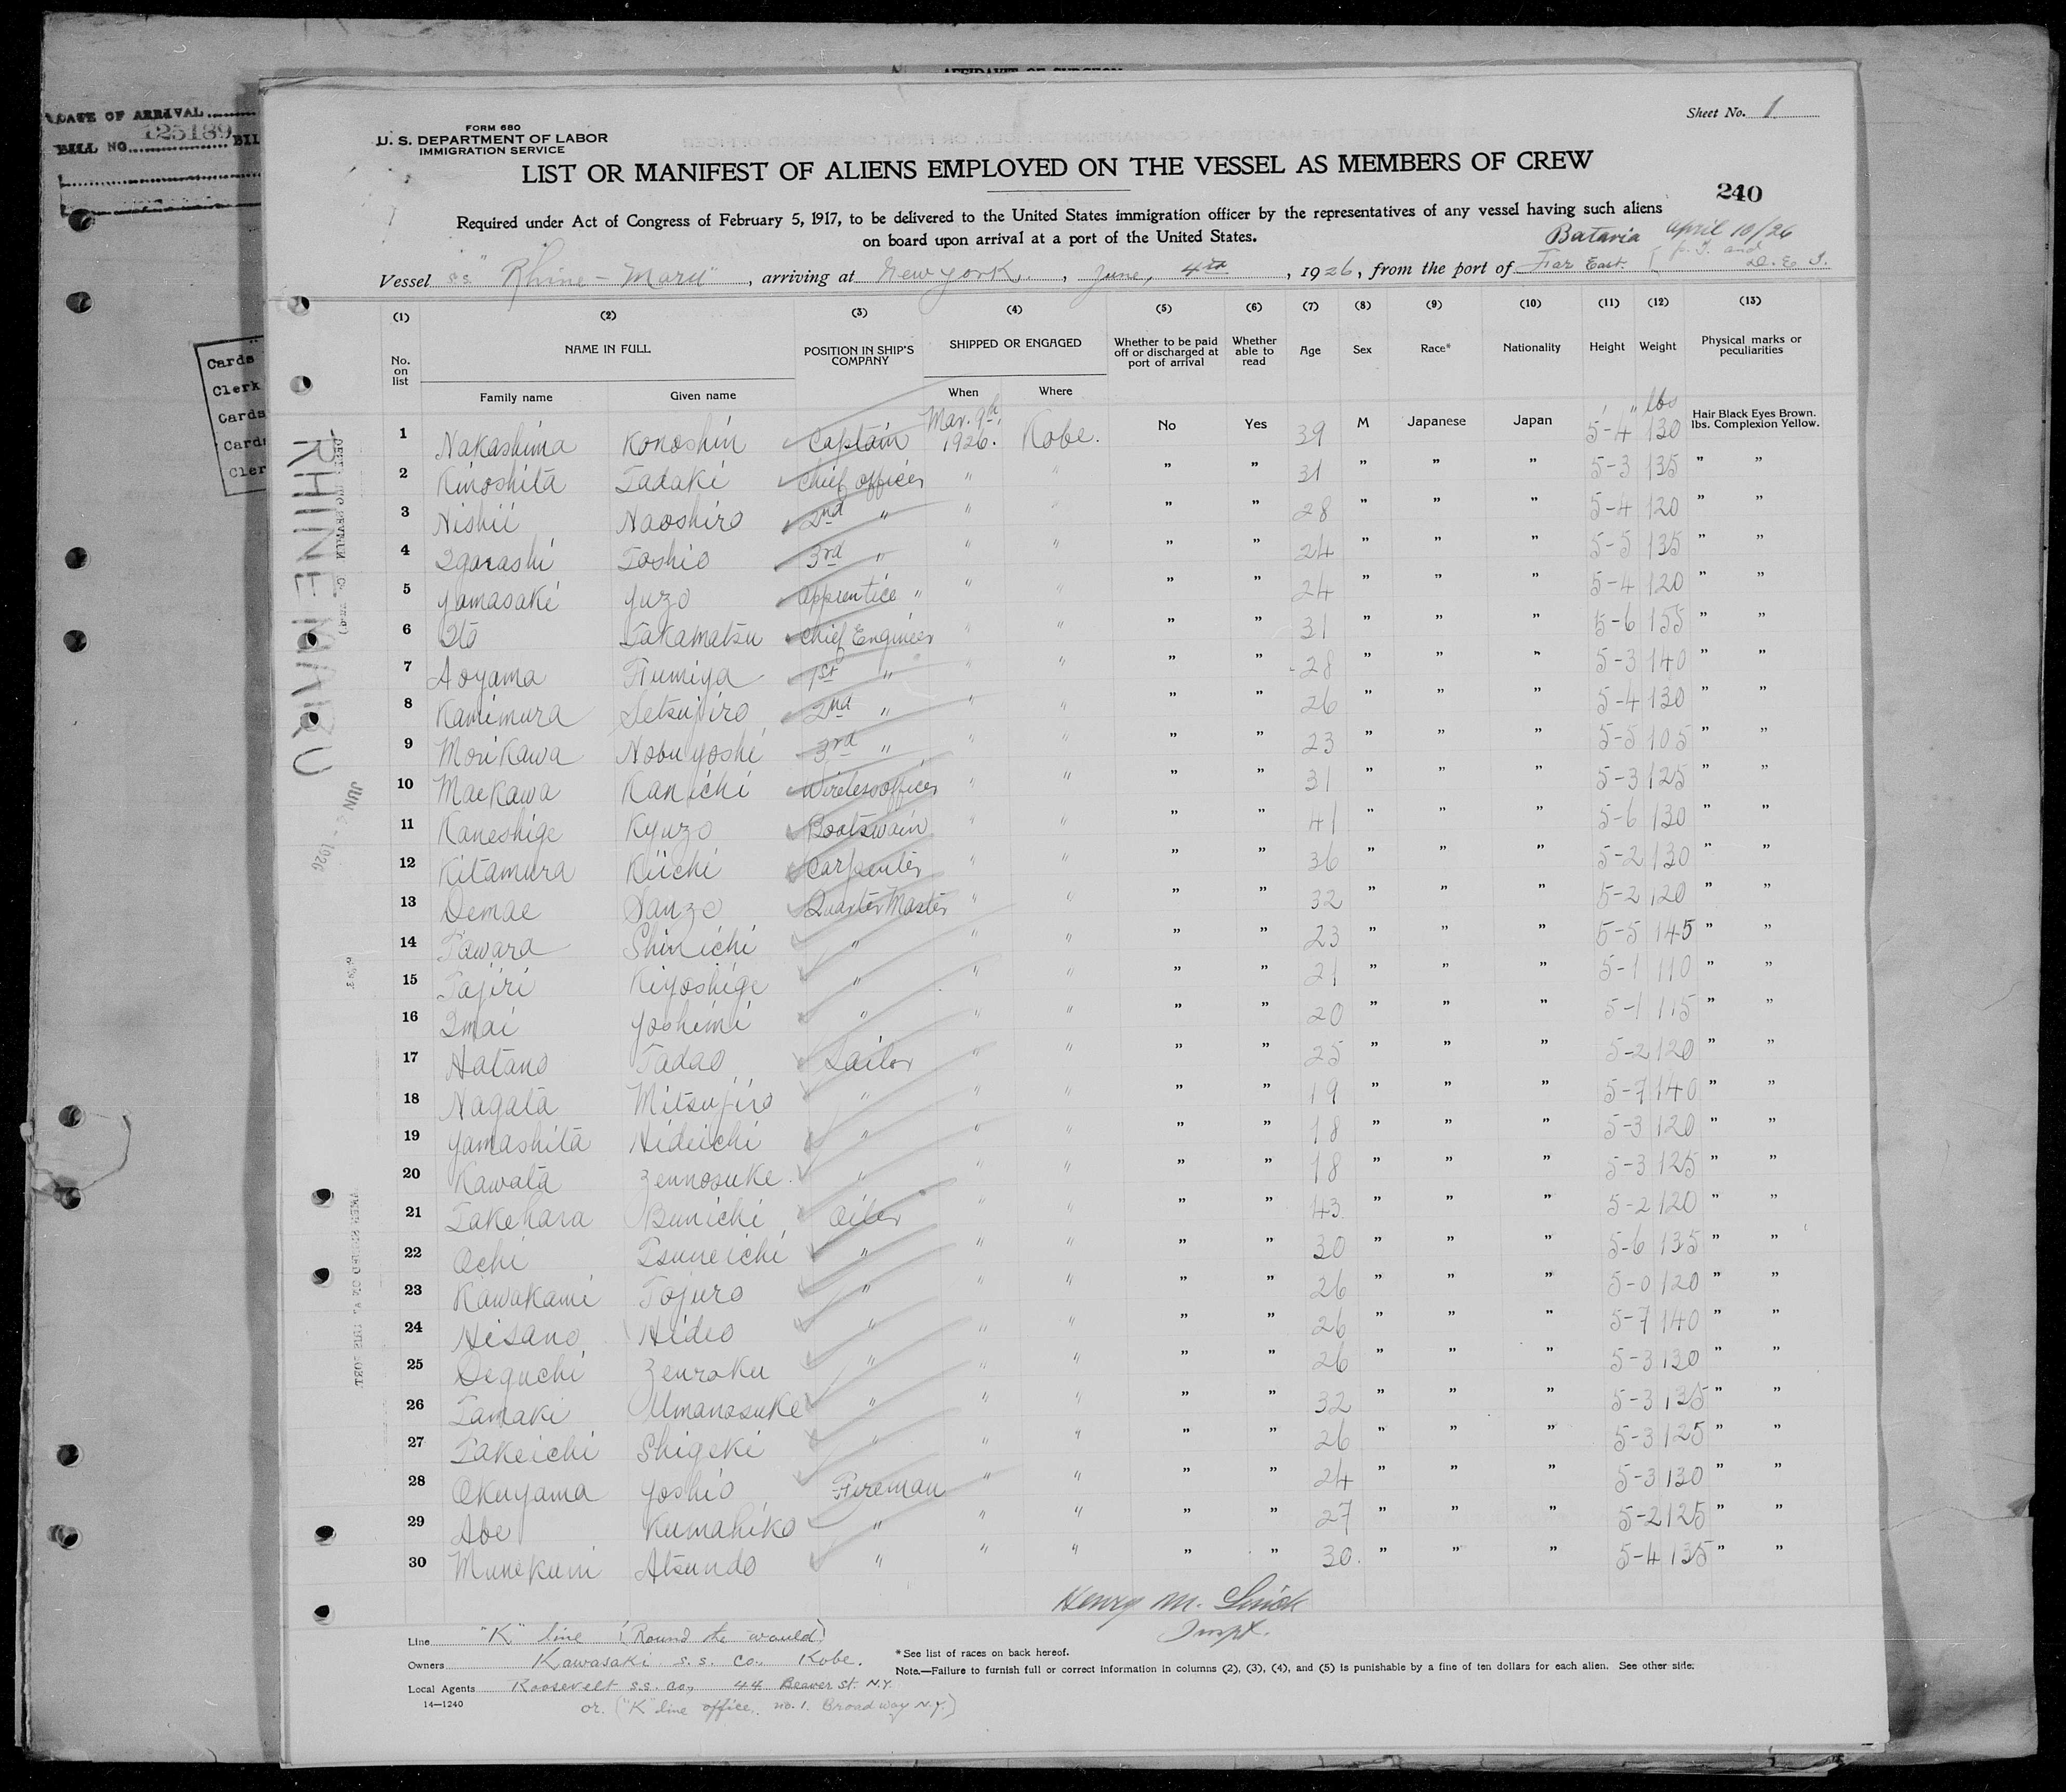 AFFIDAVIT OF SURGEON
DATE OF ARRIVAL
BILL NO. 125189 BIL
Cards
Clerk
Cards
Cards
Cler
RHINE MARU
JUN 1926
Sheet No. 1
FORM 680
U. S. DEPARTMENT OF LABOR
IMMIGRATION SERVICE
LIST OR MANIFEST OF ALIENS EMPLOYED ON THE VESSEL AS MEMBERS OF CREW
240
Required under Act of Congress of February 5, 1917, to be delivered to the United States immigration officer by the representatives of any vessel having such aliens
on board upon arrival at a port of the United States.
Batavia April 10/26
Vessel s.s. "Rhine-Maru", arriving at New york, June, 4th, 1926, from the port of Far East.
(1) (2) (3) (4) (5) (6) (7) (8) (9) (10) (11) (12) (13)
No. on list NAME IN FULL POSITION IN SHIP'S COMPANY SHIPPED OR ENGAGED Whether to be paid off or discharged at port of arrival Whether able to read Age Sex Race* Nationality Height Weight Physical marks or peculiarities
Family name Given name When Where
1 Nakashima Konoshin Captain Mar. 9th, 1926. Kobe. No Yes 39 M Japanese Japan 5'-4" 130 lbs Hair Black Eyes Brown. lbs. Complexion Yellow.
2 Kinoshita Tadaki Chief officer " " " " 31 " " " 5-3 135 " "
3 Nishii Naoshiro 2nd " " " " " 28 " " " 5-4 120 " "
4 Igarashi Toshio 3rd " " " " " 24 " " " 5-5 135 " "
5 Yamasaki Yuzo Apprentice " " " " " 24 " " " 5-4 120 " "
6 Ito Takamatsu Chief Engineer " " " " 31 " " " 5-6 155 " "
7 Aoyama Fumiya 1st " " " " " 28 " " " 5-3 140 " "
8 Kamimura Setsujiro 2nd " " " " " 26 " " " 5-4 130 " "
9 Morikawa Nobuyoshi 3rd " " " " " 23 " " " 5-5 105 " "
10 Maekawa Kanichi Wireless officer " " " " 31 " " " 5-3 125 " "
11 Kaneshige Kyuzo Boatswain " " " " 41 " " " 5-6 130 " "
12 Kitamura Kiichi Carpenter " " " " 36 " " " 5-2 130 " "
13 Demae Sanzo Quarter Master " " " " 32 " " " 5-2 120 " "
14 Tawara Shinichi " " " " " 23 " " " 5-5 145 " "
15 Tajiri Kiyoshige " " " " " 21 " " " 5-1 110 " "
16 Imai Yoshimi " " " " " 20 " " " 5-1 115 " "
17 Hatano Tadao Sailor " " " " 25 " " " 5-2 120 " "
18 Nagata Mitsujiro " " " " " 19 " " " 5-7 140 " "
19 Yamashita Hideichi " " " " " 18 " " " 5-3 120 " "
20 Kawata Zennosuke " " " " " 18 " " " 5-3 125 " "
21 Takehara Bunichi Oiler " " " " 43 " " " 5-2 120 " "
22 Ochi Tsuneichi " " " " " 30 " " " 5-6 135 " "
23 Kawakami Tojuro " " " " " 26 " " " 5-0 120 " "
24 Hisano Hideo " " " " " 26 " " " 5-7 140 " "
25 Deguchi Zenroku " " " " " 26 " " " 5-3 130 " "
26 Tamaki Umanosuke " " " " " 32 " " " 5-3 135 " "
27 Takeichi Shigeki " " " " " 26 " " " 5-3 125 " "
28 Okuyama Yoshio Fireman " " " " 24 " " " 5-3 130 " "
29 Abe Kumahiko " " " " " 27 " " " 5-2 125 " "
30 Munekuni Atsundo " " " " " 30. " " " 5-4 135 " "
Henry M.
Inspt.
Line "K" line (Round the would)
Owners Kawasaki s.s. co., Kobe.
Local Agents Roosevelt s.s. co., 44 Beaver St. N.Y.
or. ("K" line office. no. 1. Broadway N.Y.)
14—1240
*See list of races on back hereof.
Note.—Failure to furnish full or correct information in columns (2), (3), (4), and (5) is punishable by a fine of ten dollars for each alien. See other side.